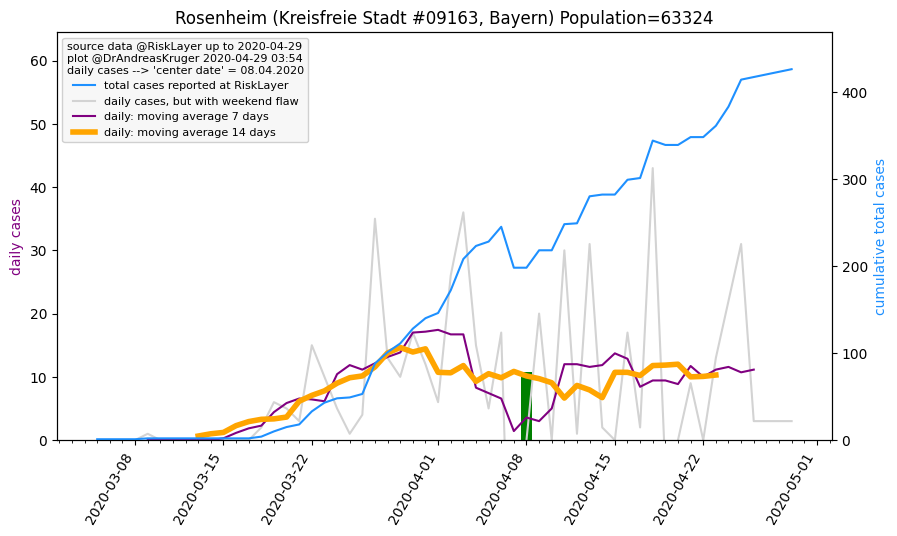 Rosenheim (Kreisfreie Stadt #09163, Bayern) Population=63324
source data @RiskLayer up to 2020-04-29
plot @DrAndreasKruger 2020-04-29 03:54
daily cases --> 'center date' = 08.04.2020
total cases reported at RiskLayer
daily cases, but with weekend flaw
daily: moving average 7 days
daily: moving average 14 days
daily cases
60
50
40
30
20
10
0
cumulative total cases
400
300
200
100
0
2020-03-08
2020-03-15
2020-03-22
2020-04-01
2020-04-08
2020-04-15
2020-04-22
2020-05-01